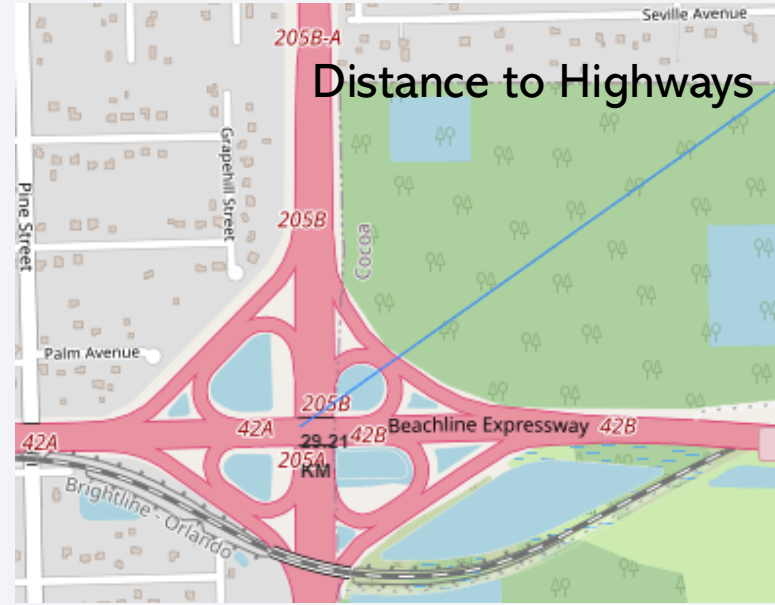 Seville Avenue
205B-A
Distance to Highways
Grapehill Street
Pine Street
205B
Cocoa
Palm Avenue
205B
42A
42A
29.21
42B
Beachline Expressway
42B
205A
KM
Brightline - Orlando